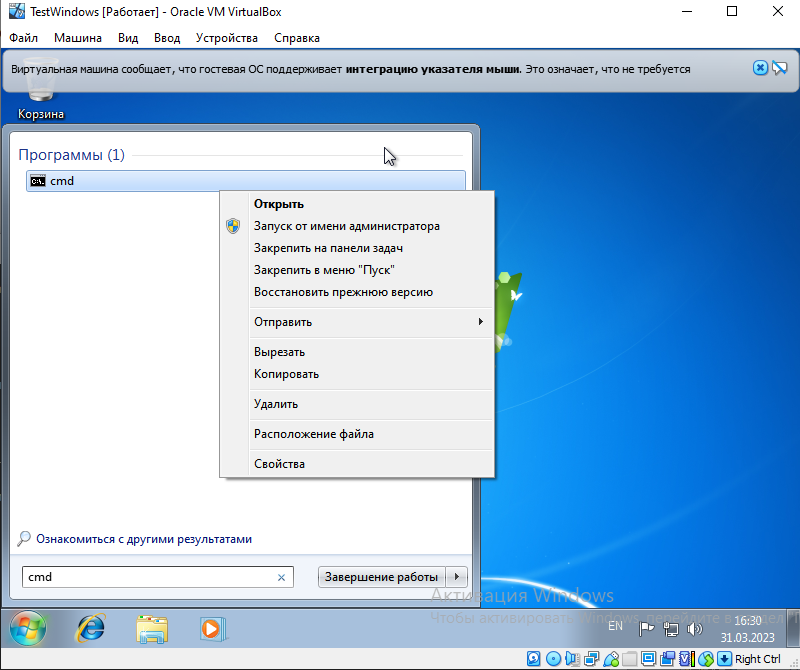 TestWindows [Работает] - Oracle VM VirtualBox
Файл Машина Вид Ввод Устройства Справка
Виртуальная машина сообщает, что гостевая ОС поддерживает интеграцию указателя мыши. Это означает, что не требуется
Корзина
Программы (1)
C:\.
cmd
Открыть
Запуск от имени администратора
Закрепить на панели задач
Закрепить в меню "Пуск"
Восстановить прежнюю версию
Отправить
Вырезать
Копировать
Удалить
Расположение файла
Свойства
Ознакомиться с другими результатами
cmd
Завершение работы
Активация Windows
Чтобы активировать Windows, перейдите в раздел
EN
16:30
31.03.2023
Right Ctrl